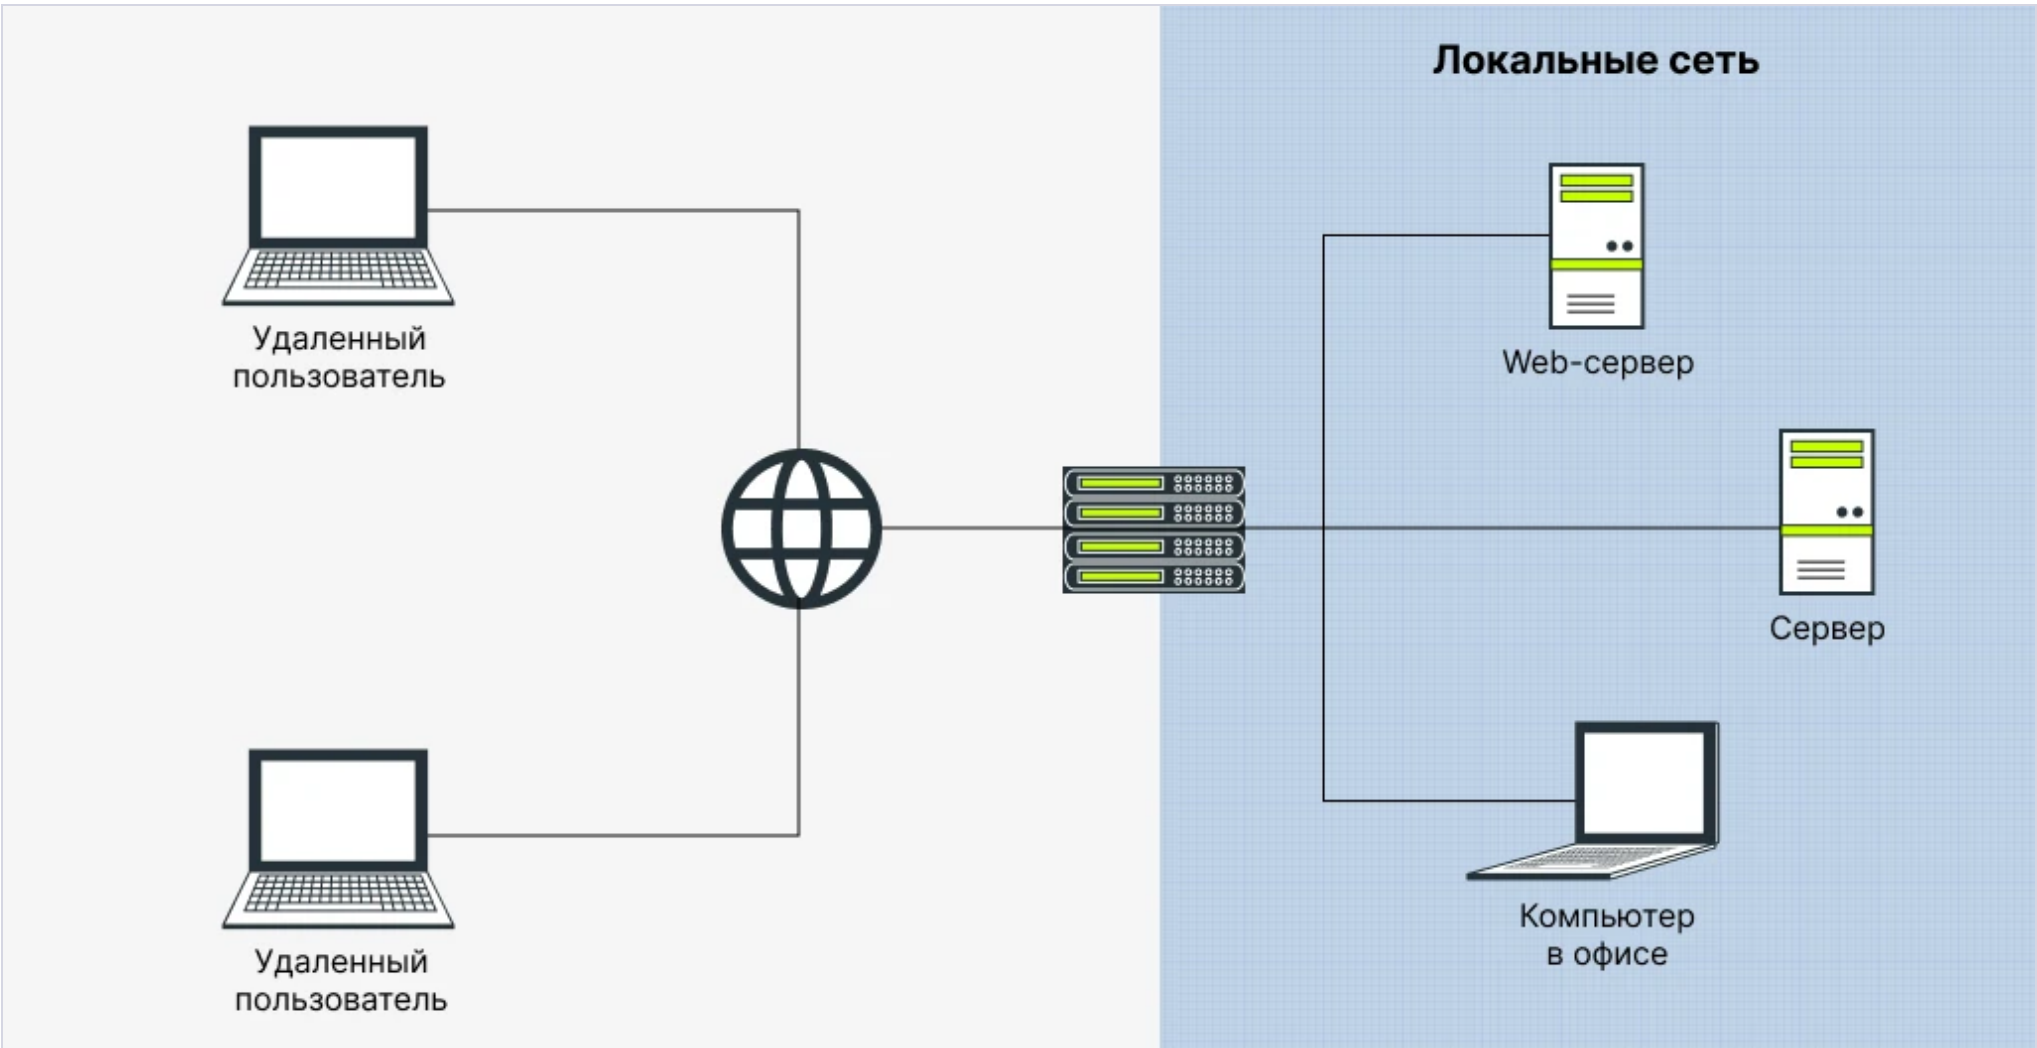 Локальные сеть
Удаленный
пользователь
Web-сервер
Сервер
Компьютер
в офисе
Удаленный
пользователь